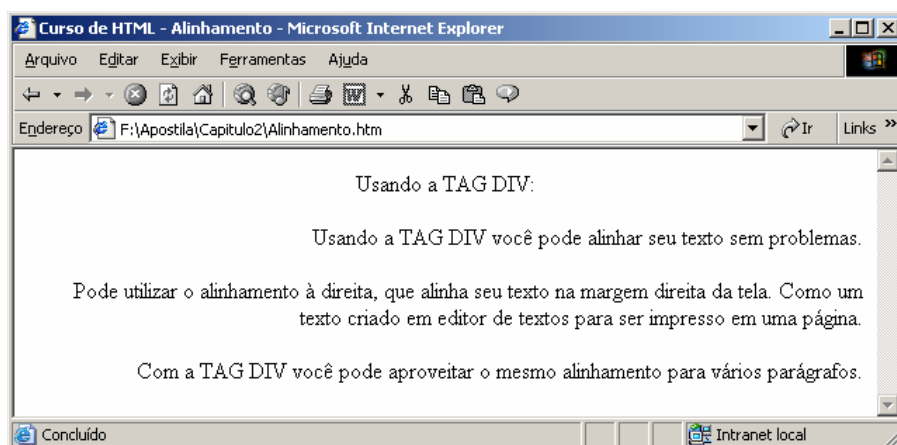 Curso de HTML - Alinhamento - Microsoft Internet Explorer
Arquivo Editar Exibir Ferramentas Ajuda
Endereço F:\Apostila\Capitulo2\Alinhamento.htm Ir Links »
Usando a TAG DIV:
Usando a TAG DIV você pode alinhar seu texto sem problemas.
Pode utilizar o alinhamento à direita, que alinha seu texto na margem direita da tela. Como um
texto criado em editor de textos para ser impresso em uma página.
Com a TAG DIV você pode aproveitar o mesmo alinhamento para vários parágrafos.
Concluído Intranet local